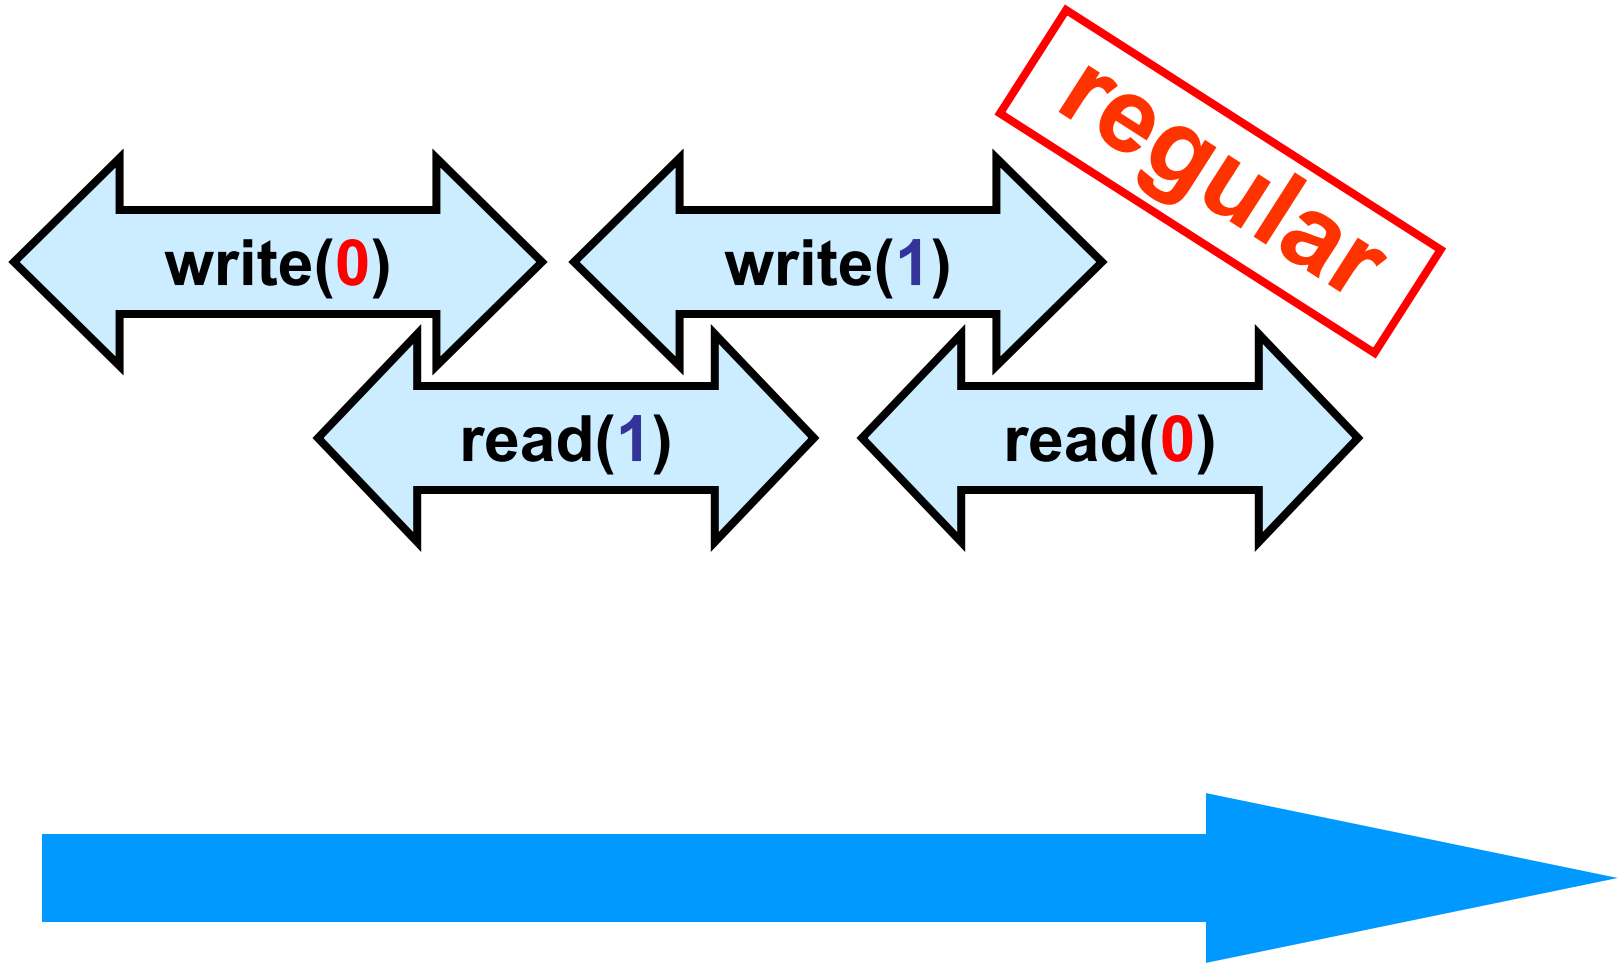 regular
write(0)
write(1)
read(1)
read(0)